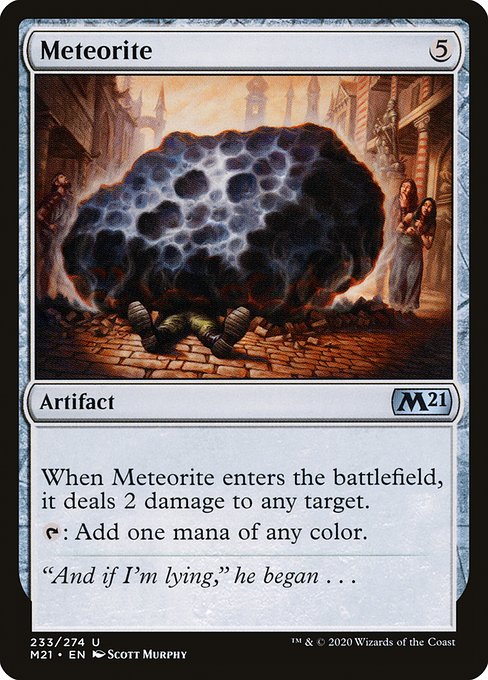 Meteorite 5
Artifact M21
When Meteorite enters the battlefield,
it deals 2 damage to any target.
: Add one mana of any color.
“And if I’m lying,” he began . . .
233/274 U ™ & © 2020 Wizards of the Coast
M21 • EN Scott Murphy